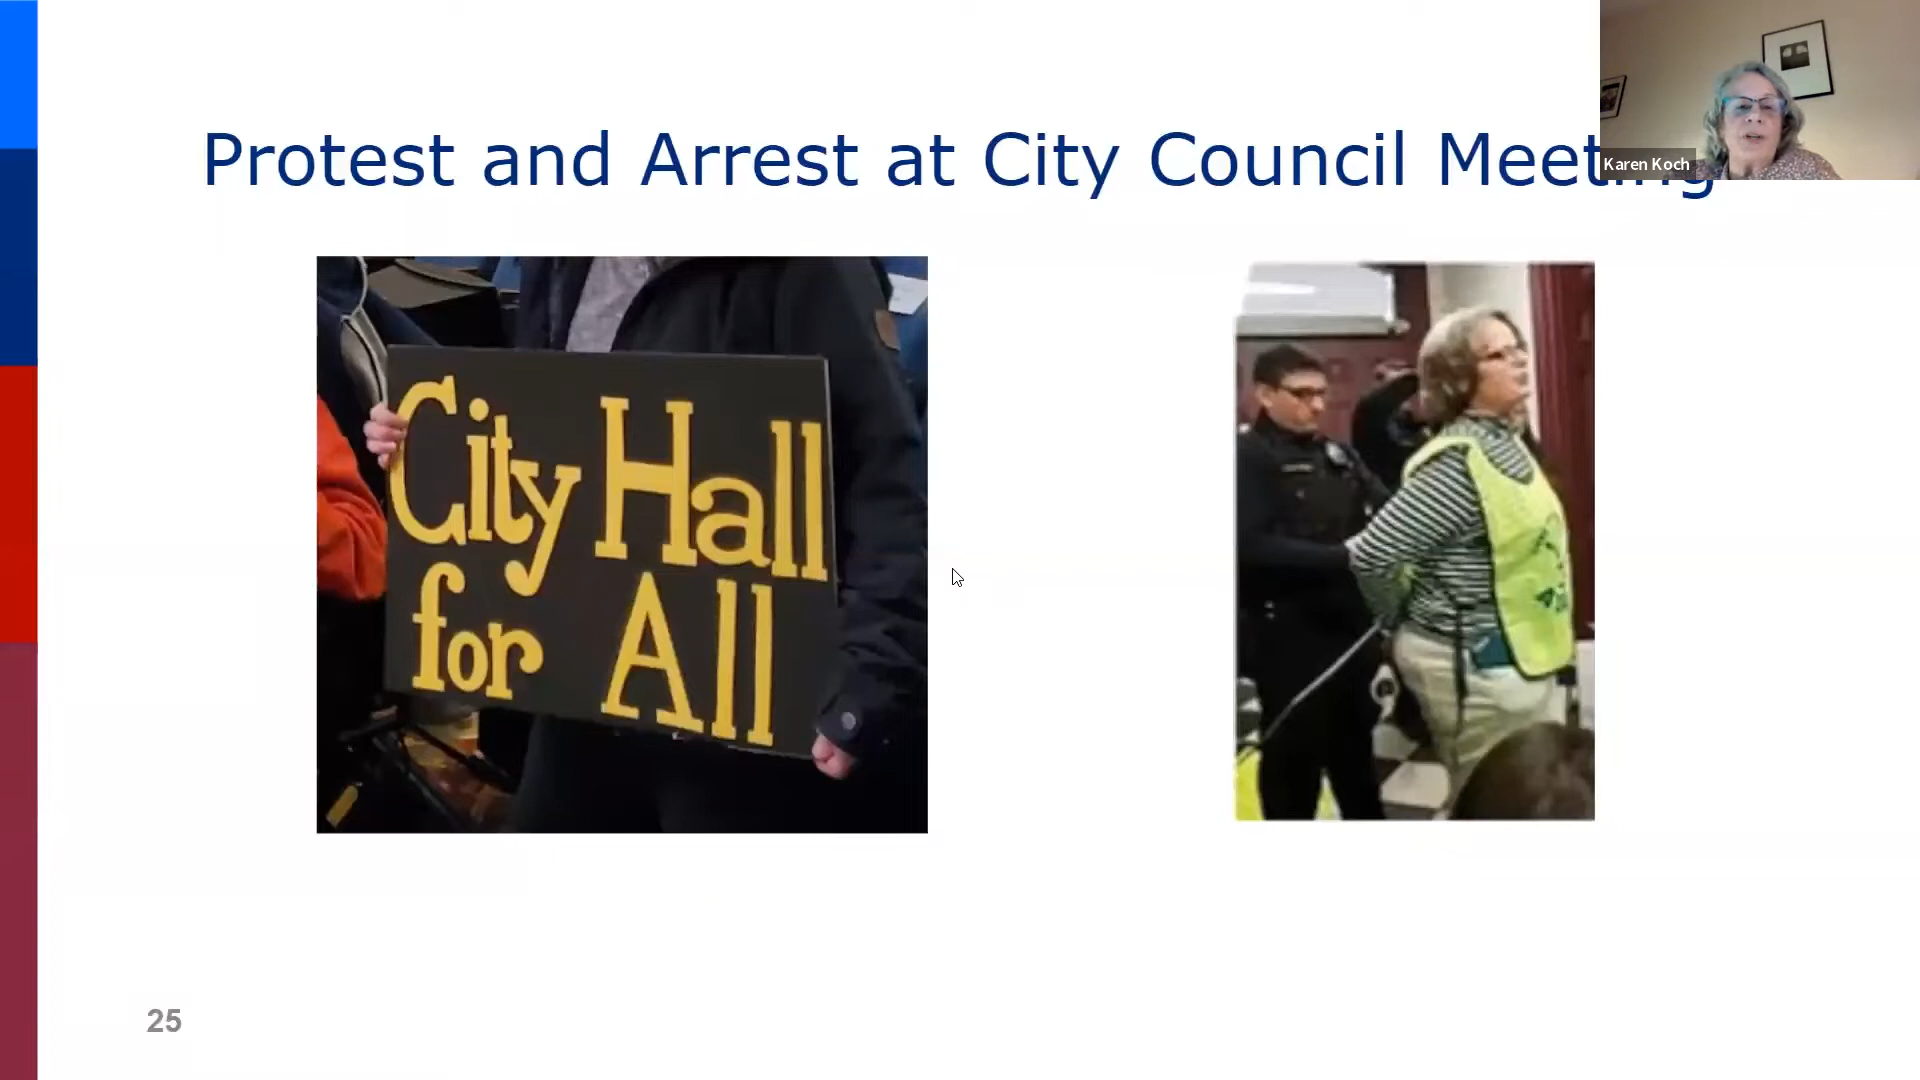 Protest and Arrest at City Council Meeting
Karen Koch
City Hall
for All
25